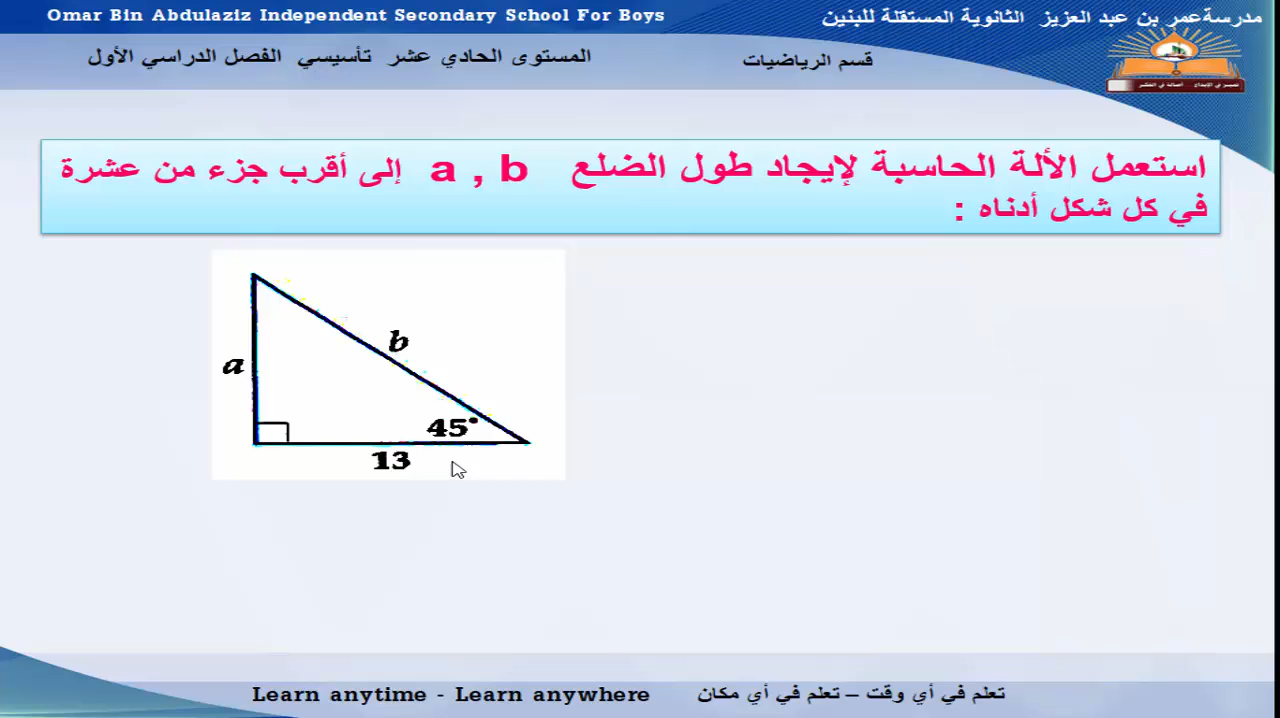 Omar Bin Abdulaziz Independent Secondary School For Boys
مدرسةعمر بن عبد العزيز الثانوية المستقلة للبنين
قسم الرياضيات
المستوى الحادي عشر تأسيسي الفصل الدراسي الأول
استعمل الألة الحاسبة لإيجاد طول الضلع a , b إلى أقرب جزء من عشرة
في كل شكل أدناه :
b
a
45°
13
Learn anytime - Learn anywhere
تعلم في أي وقت – تعلم في أي مكان